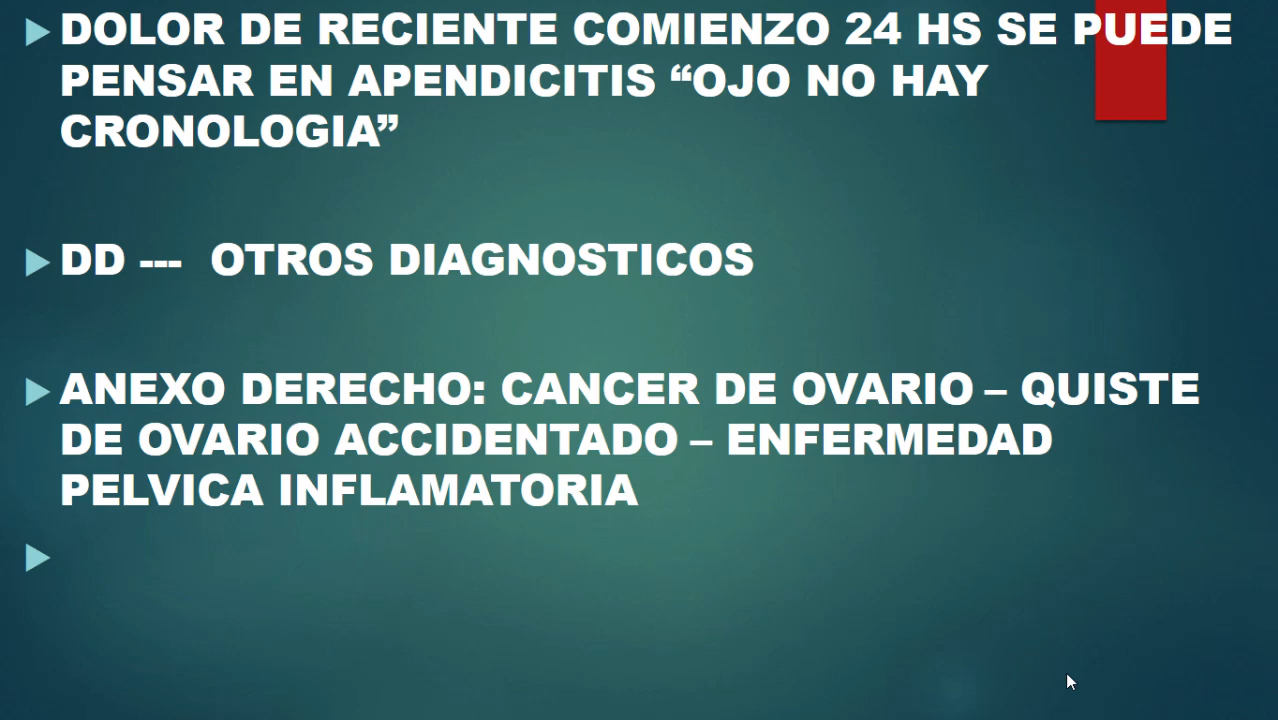 DOLOR DE RECIENTE COMIENZO 24 HS SE PUEDE
PENSAR EN APENDICITIS “OJO NO HAY
CRONOLOGIA”
DD --- OTROS DIAGNOSTICOS
ANEXO DERECHO: CANCER DE OVARIO – QUISTE
DE OVARIO ACCIDENTADO – ENFERMEDAD
PELVICA INFLAMATORIA